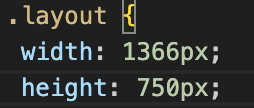 .layout {
width: 1366px;
height: 750px;